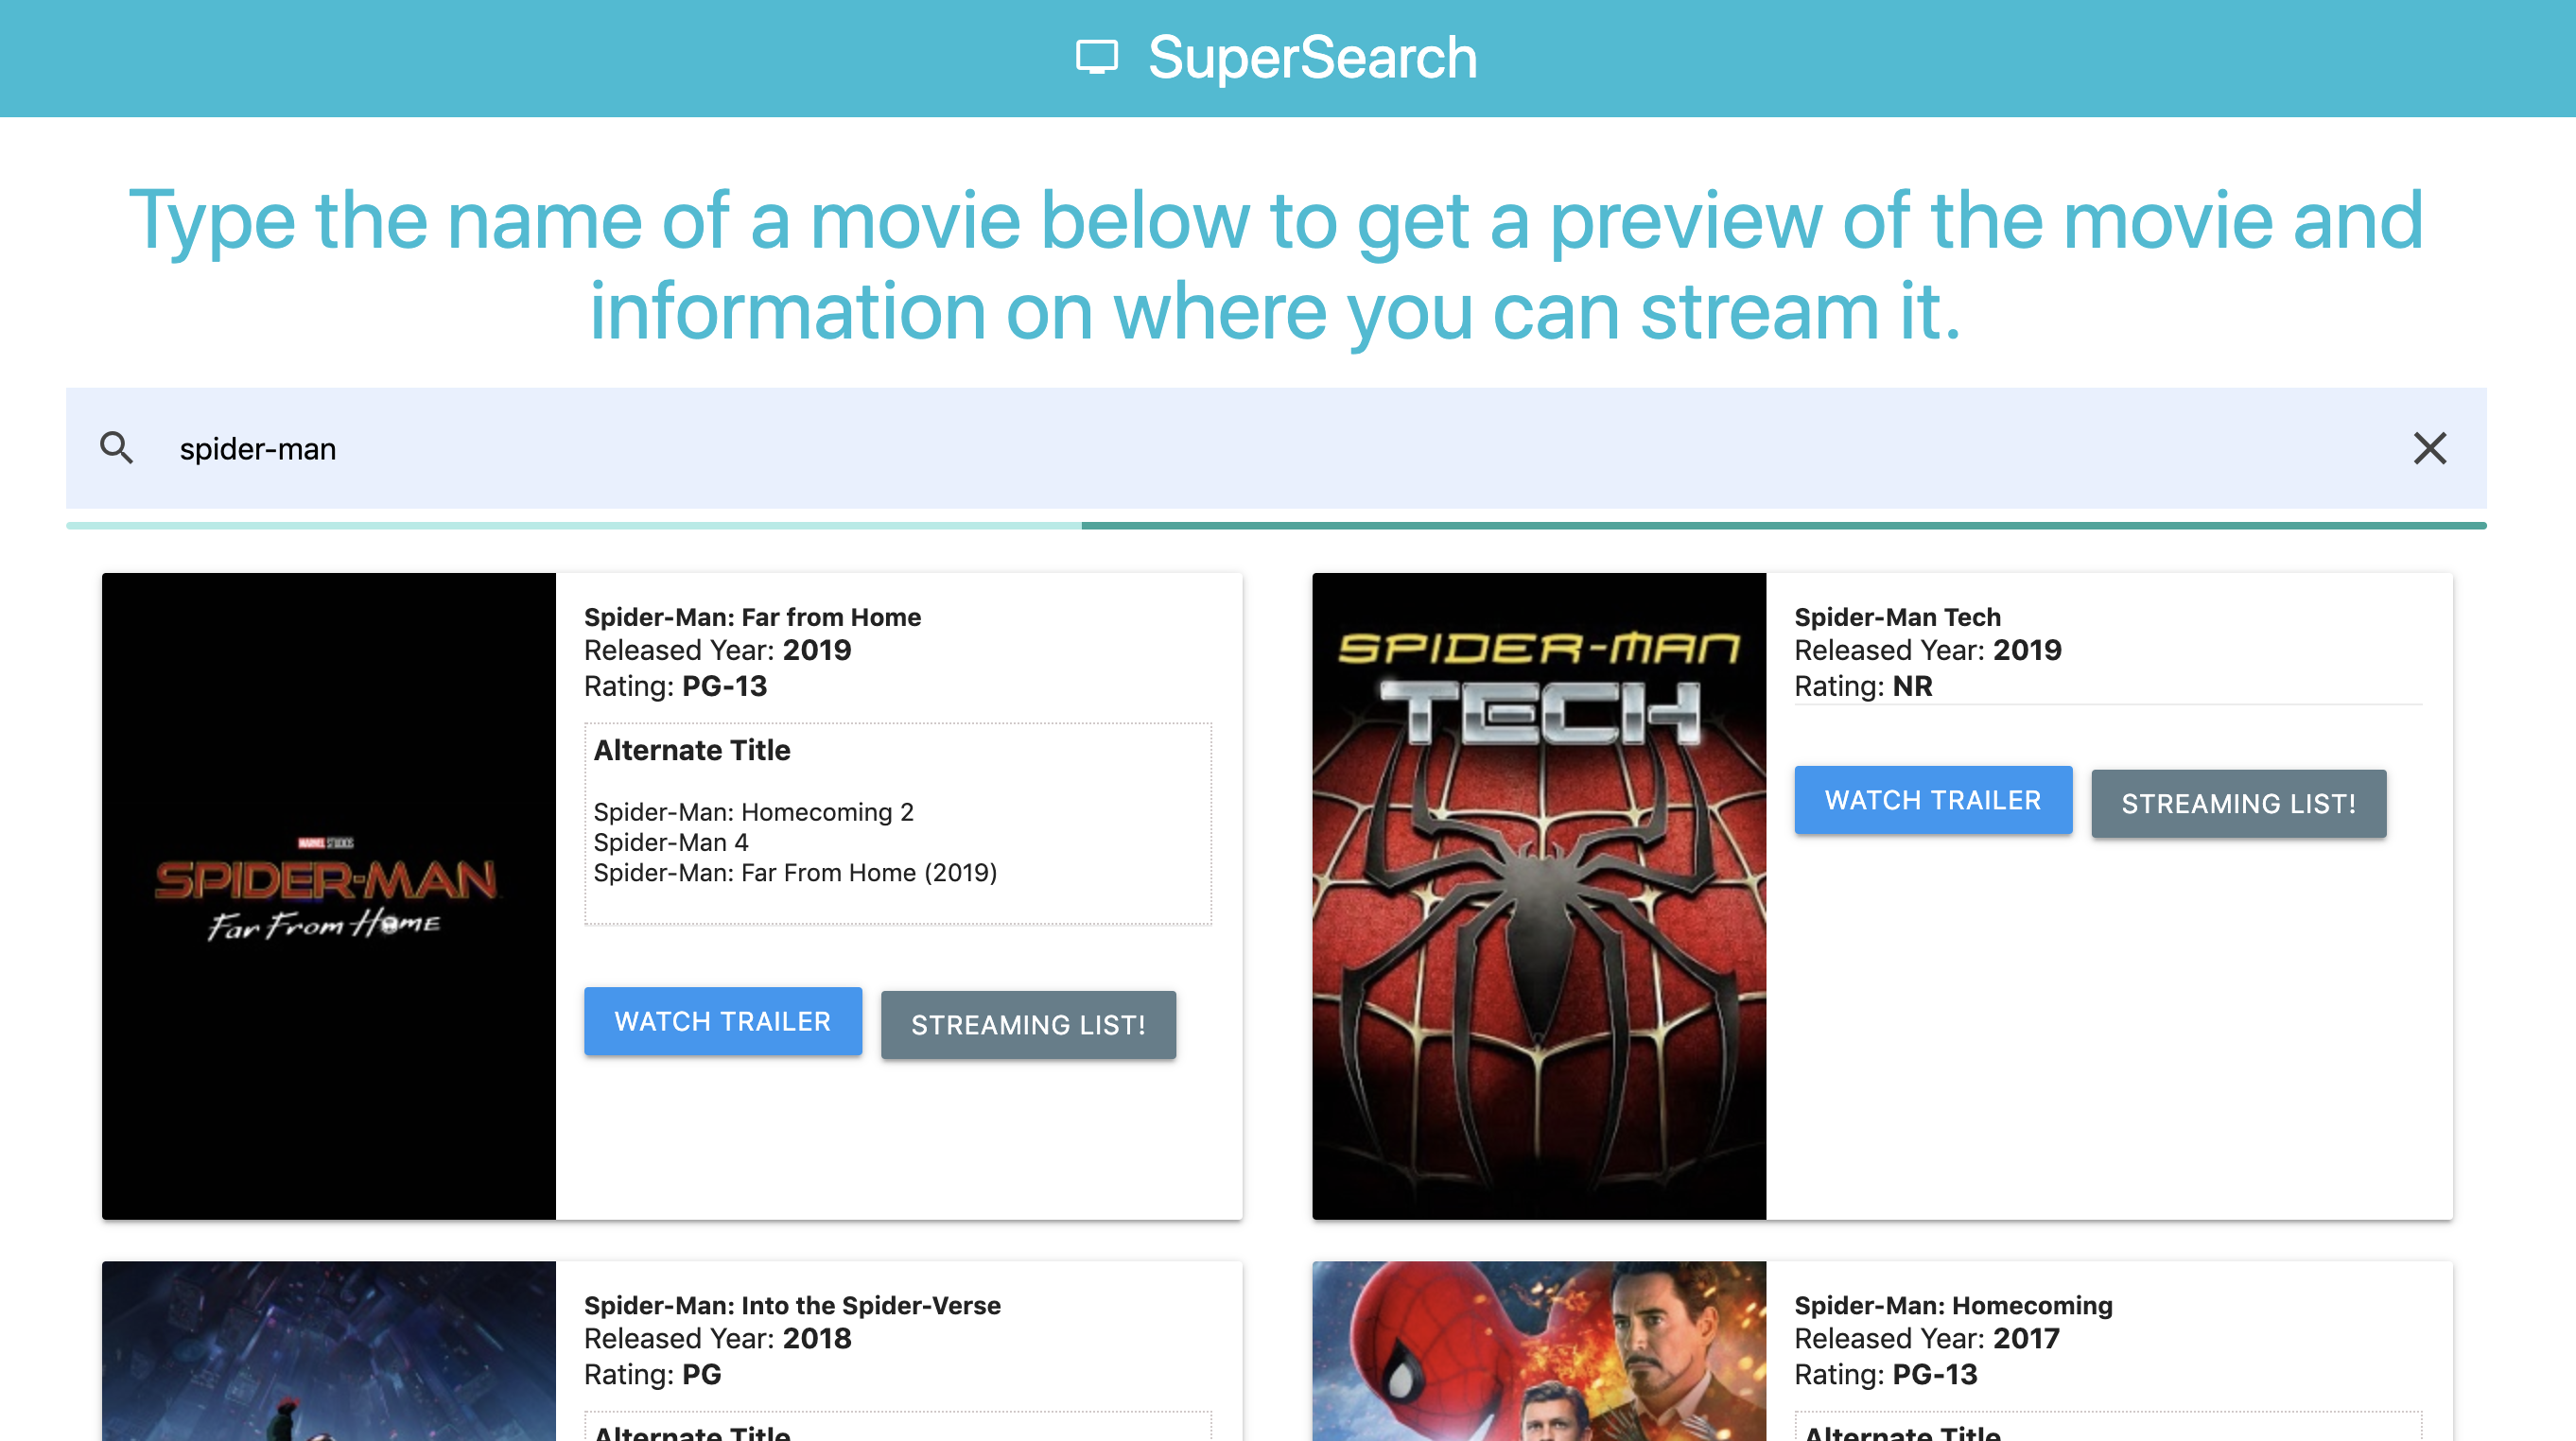 SuperSearch
Type the name of a movie below to get a preview of the movie and
information on where you can stream it.
spider-man
MARVEL STUDIOS
SPIDER-MAN
Far From Home
Spider-Man: Far from Home
Released Year: 2019
Rating: PG-13
Alternate Title
Spider-Man: Homecoming 2
Spider-Man 4
Spider-Man: Far From Home (2019)
WATCH TRAILER
STREAMING LIST!
SPIDER-MAN
TECH
Spider-Man Tech
Released Year: 2019
Rating: NR
WATCH TRAILER
STREAMING LIST!
Spider-Man: Into the Spider-Verse
Released Year: 2018
Rating: PG
Alternate Title
Spider-Man: Homecoming
Released Year: 2017
Rating: PG-13
Alternate Title